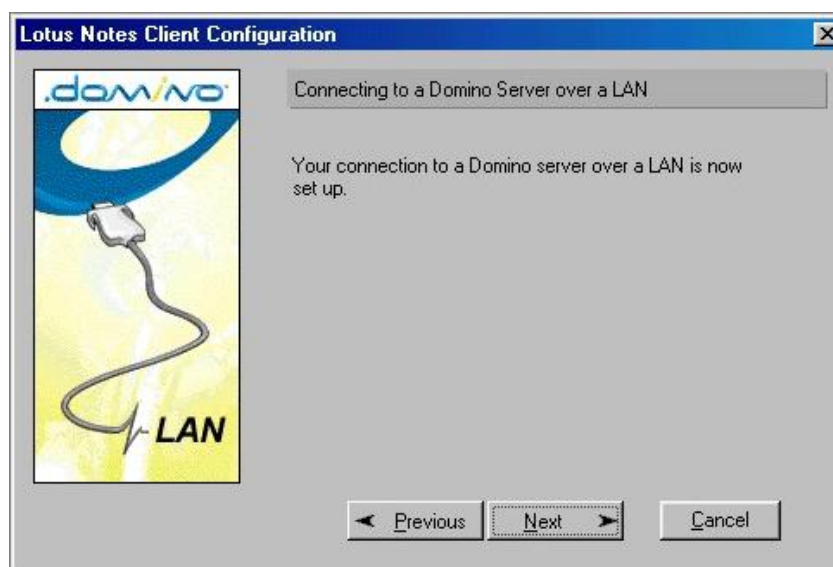 Lotus Notes Client Configuration
.domino
Connecting to a Domino Server over a LAN
Your connection to a Domino server over a LAN is now
set up.
LAN
Previous
Next
Cancel